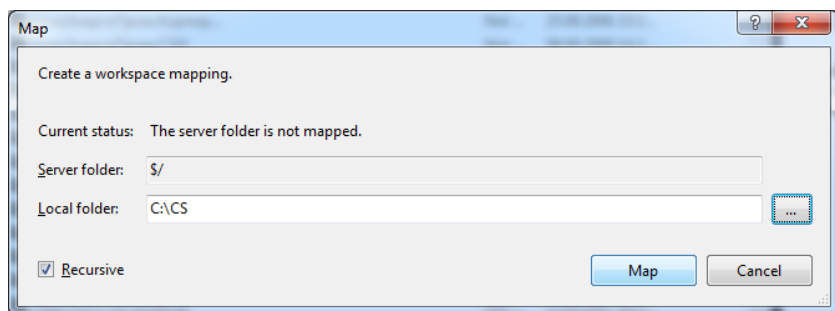 Map
Create a workspace mapping.
Current status: The server folder is not mapped.
Server folder: $/
Local folder: C:\CS ...
Recursive Map Cancel